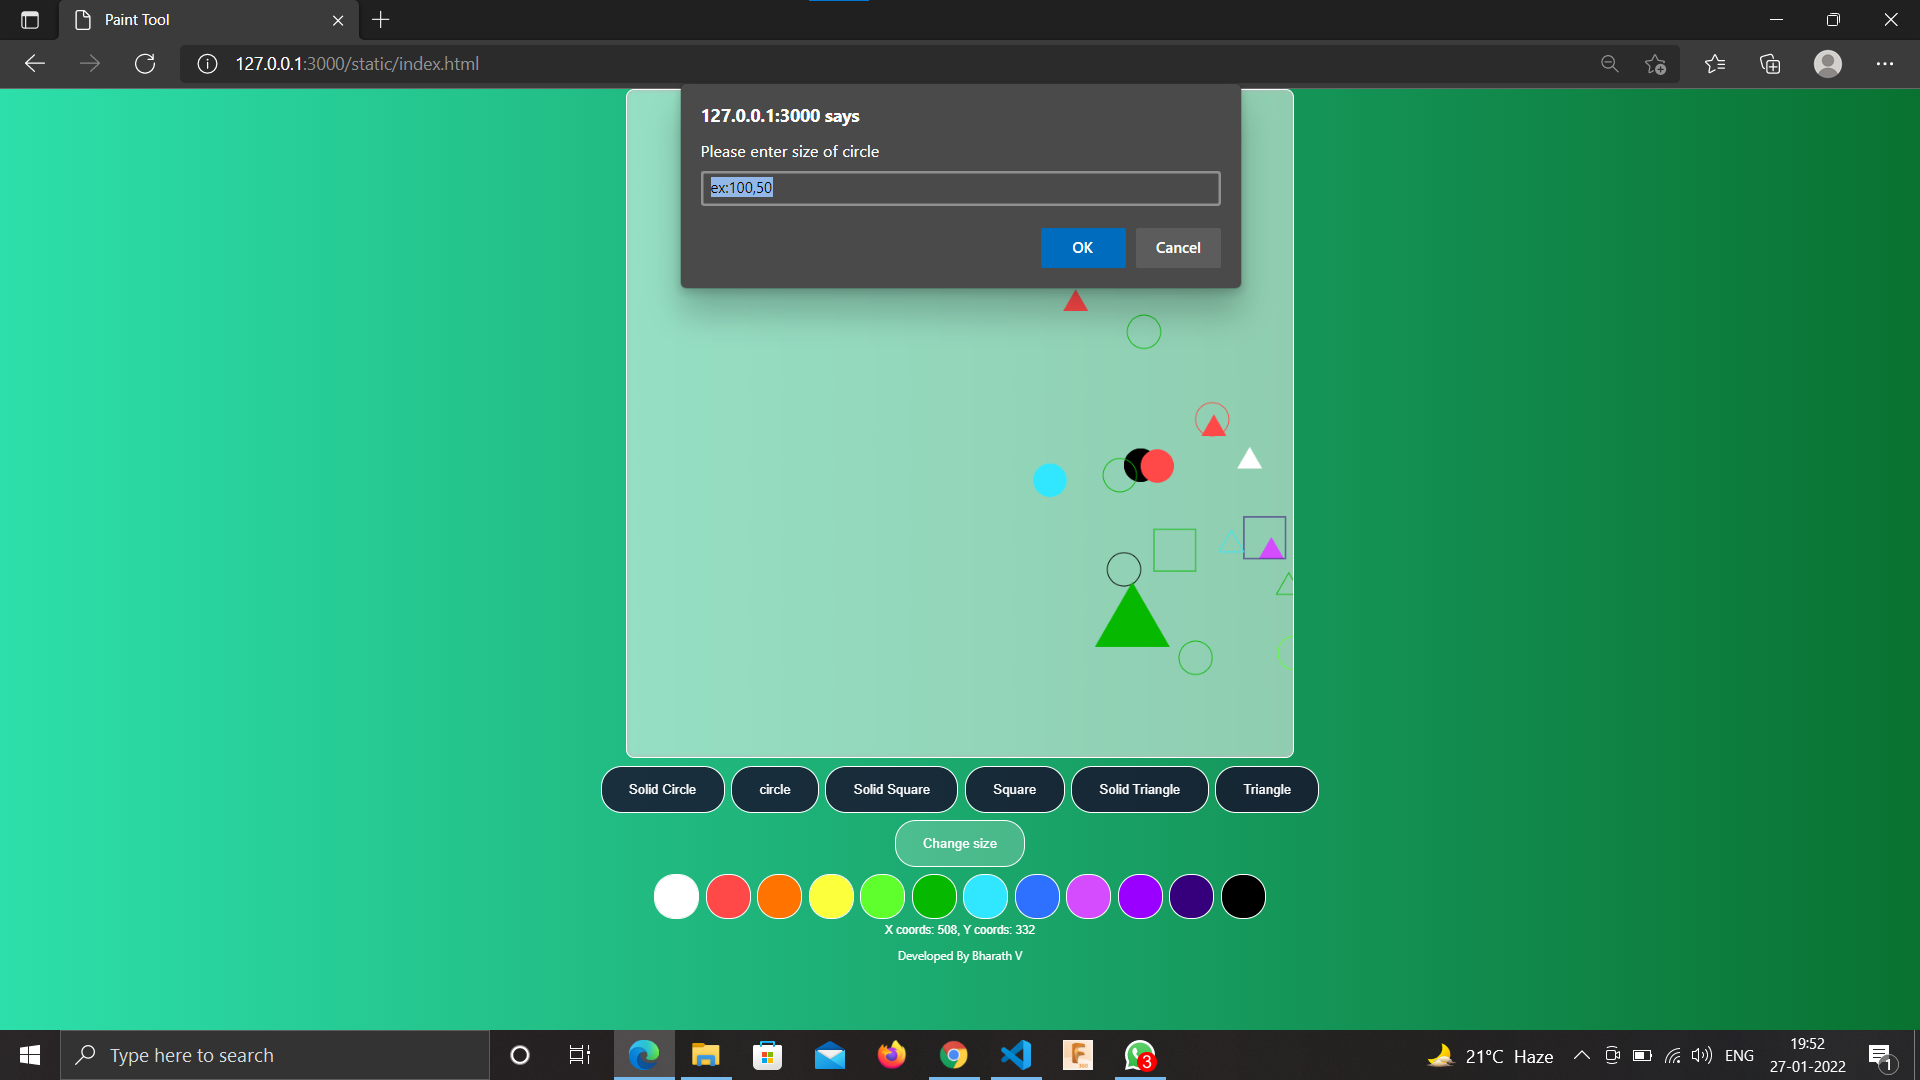 Paint Tool
127.0.0.1:3000/static/index.html
127.0.0.1:3000 says
Please enter size of circle
ex:100,50
OK Cancel
Solid Circle circle Solid Square Square Solid Triangle Triangle
Change size
X coords: 508, Y coords: 332
Developed By Bharath V
Type here to search
3
21°C Haze
ENG
19:52
27-01-2022
1